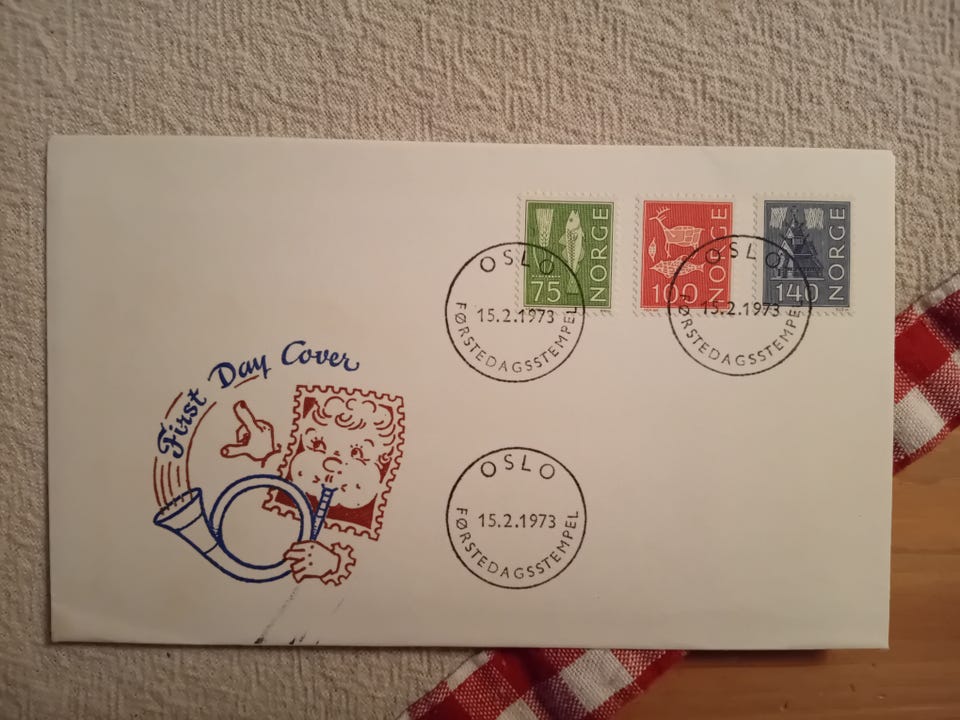 NORGE
75
NORGE
100
NORGE
140
OSLO
15.2.1973
FØRSTEDAGSSTEMPEL
OSLO
15.2.1973
FØRSTEDAGSSTEMPEL
First Day Cover
OSLO
15.2.1973
FØRSTEDAGSSTEMPEL